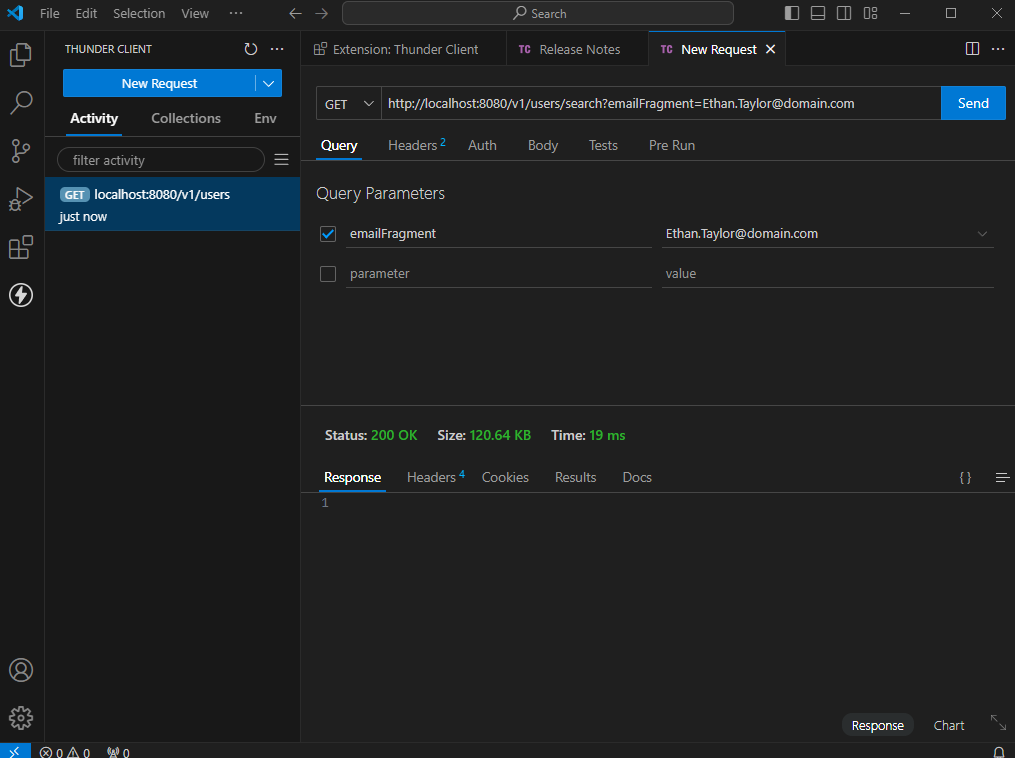 File Edit Selection View ··· Search
THUNDER CLIENT
New Request
Activity Collections Env
filter activity
GET localhost:8080/v1/users
just now
Extension: Thunder Client TC Release Notes TC New Request
GET http://localhost:8080/v1/users/search?emailFragment=Ethan.Taylor@domain.com Send
Query Headers 2 Auth Body Tests Pre Run
Query Parameters
emailFragment Ethan.Taylor@domain.com
parameter value
Status: 200 OK Size: 120.64 KB Time: 19 ms
Response Headers 4 Cookies Results Docs { }
1
Response Chart
0 0 0